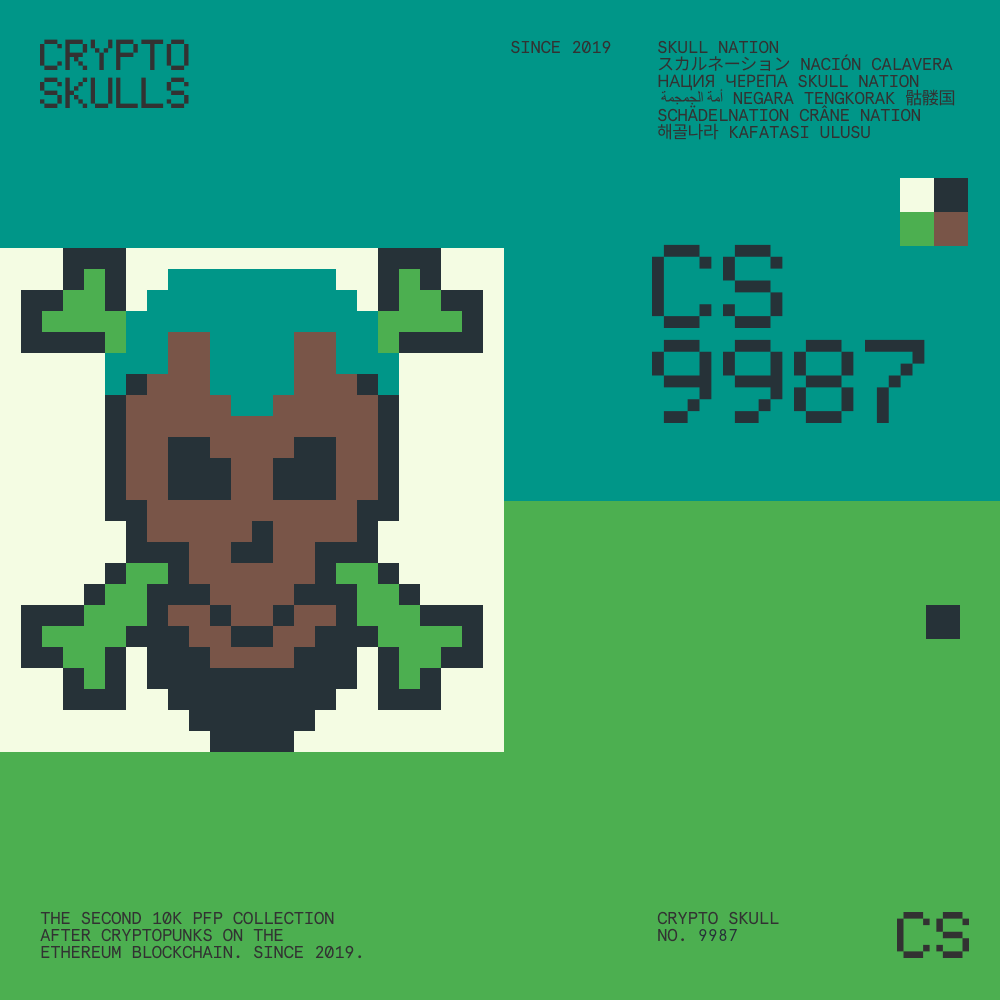 CRYPTO
SKULLS
SINCE 2019
SKULL NATION
スカルネーション NACIÓN CALAVERA
НАЦИЯ ЧЕРЕПА SKULL NATION
أمة الجمجمة NEGARA TENGKORAK 骷髅国
SCHÄDELNATION CRÂNE NATION
해골나라 KAFATASI ULUSU
CS
9987
THE SECOND 10K PFP COLLECTION
AFTER CRYPTOPUNKS ON THE
ETHEREUM BLOCKCHAIN. SINCE 2019.
CRYPTO SKULL
NO. 9987
CS